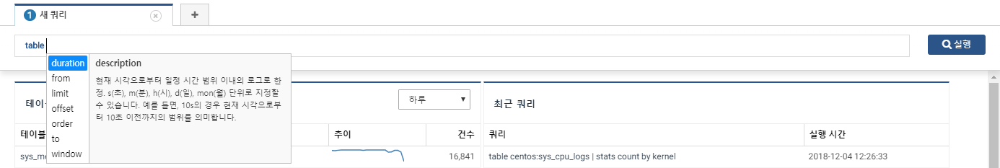 1 새 쿼리
table
실행
duration
from
limit
offset
order
to
window
description
현재 시각으로부터 일정 시간 범위 이내의 로그로 한
정. s(초), m(분), h(시), d(일), mon(월) 단위로 지정할
수 있습니다. 예를 들면, 10s의 경우 현재 시각으로부
터 10초 이전까지의 범위를 의미합니다.
하루
테이블 추이 건수
sys_me 16,841
최근 쿼리
쿼리 실행 시간
table centos:sys_cpu_logs | stats count by kernel 2018-12-04 12:26:33